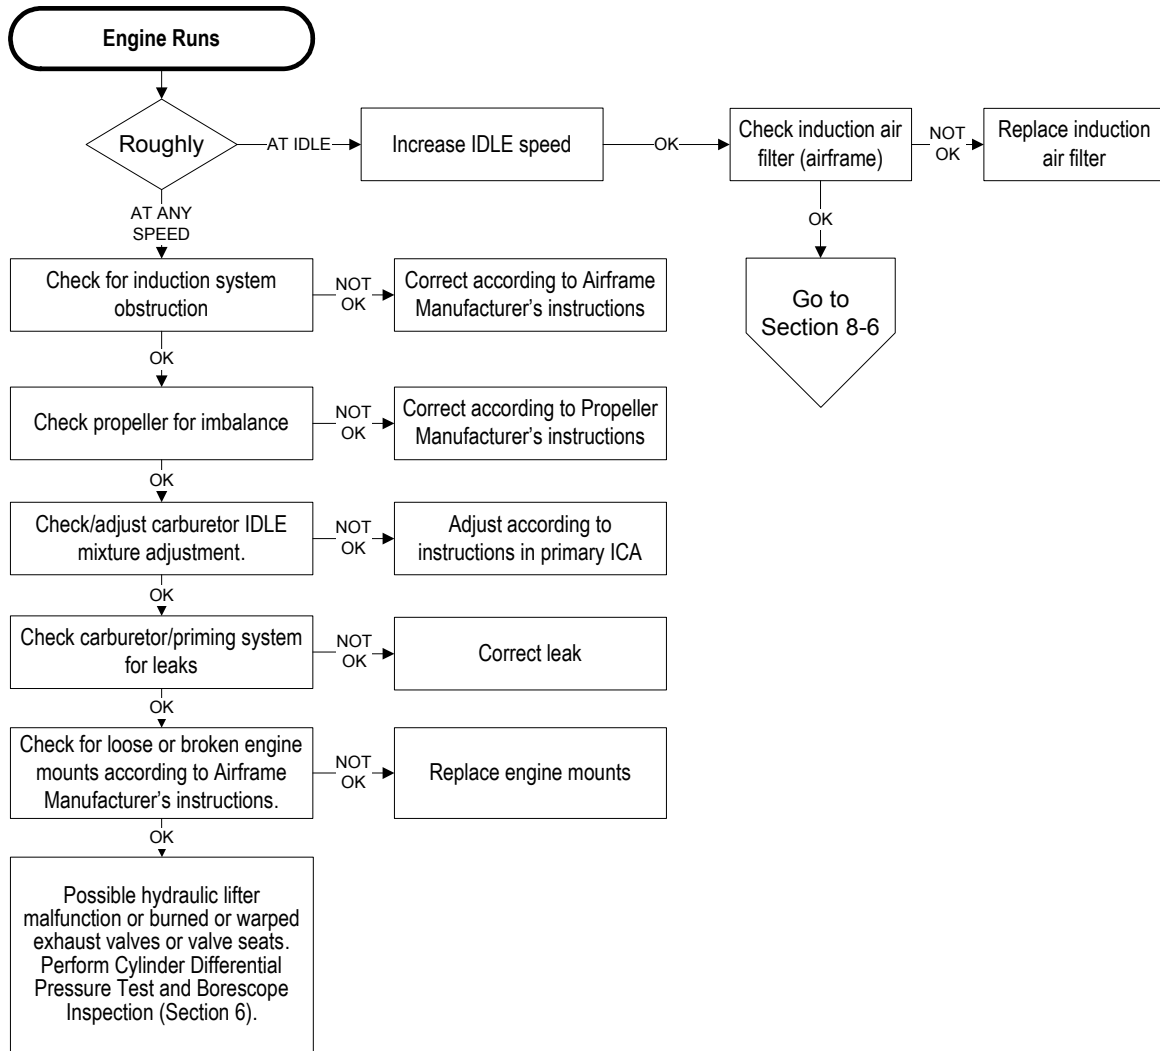 Engine Runs
Roughly
AT IDLE
Increase IDLE speed
OK
Check induction air
filter (airframe)
NOT
OK
Replace induction
air filter
OK
Go to
Section 8-6
AT ANY
SPEED
Check for induction system
obstruction
NOT
OK
Correct according to Airframe
Manufacturer's instructions
OK
Check propeller for imbalance
NOT
OK
Correct according to Propeller
Manufacturer's instructions
OK
Check/adjust carburetor IDLE
mixture adjustment.
NOT
OK
Adjust according to
instructions in primary ICA
OK
Check carburetor/priming system
for leaks
NOT
OK
Correct leak
OK
Check for loose or broken engine
mounts according to Airframe
Manufacturer's instructions.
NOT
OK
Replace engine mounts
OK
Possible hydraulic lifter
malfunction or burned or warped
exhaust valves or valve seats.
Perform Cylinder Differential
Pressure Test and Borescope
Inspection (Section 6).